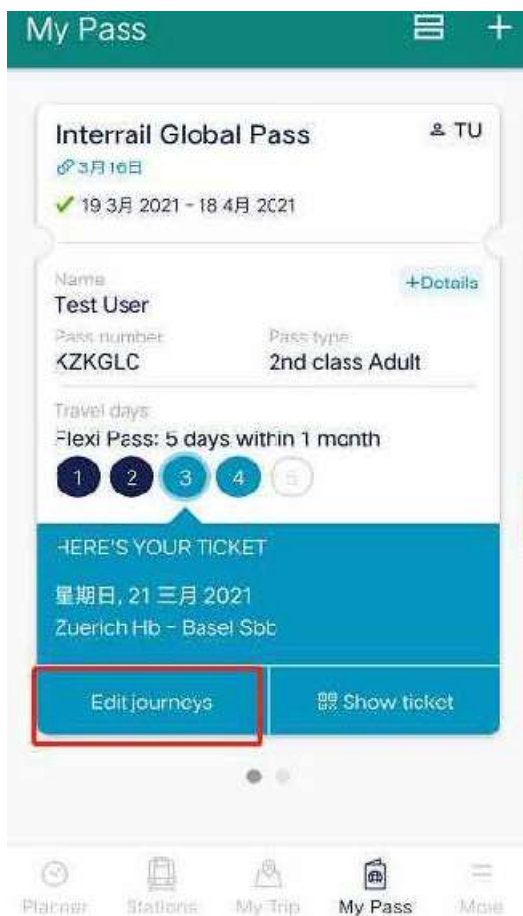 My Pass
+
Interrail Global Pass
TU
3月16日
19 3月 2021 - 18 4月 2021
Name
+Details
Test User
Pass number
Pass type
KZKGLC
2nd class Adult
Travel days
Flexi Pass: 5 days within 1 month
1 2 3 4 5
HERE'S YOUR TICKET
星期日, 21 三月 2021
Zuerich Hb - Basel Sbb
Edit journeys
Show ticket
Planner
Stations
My Trip
My Pass
More